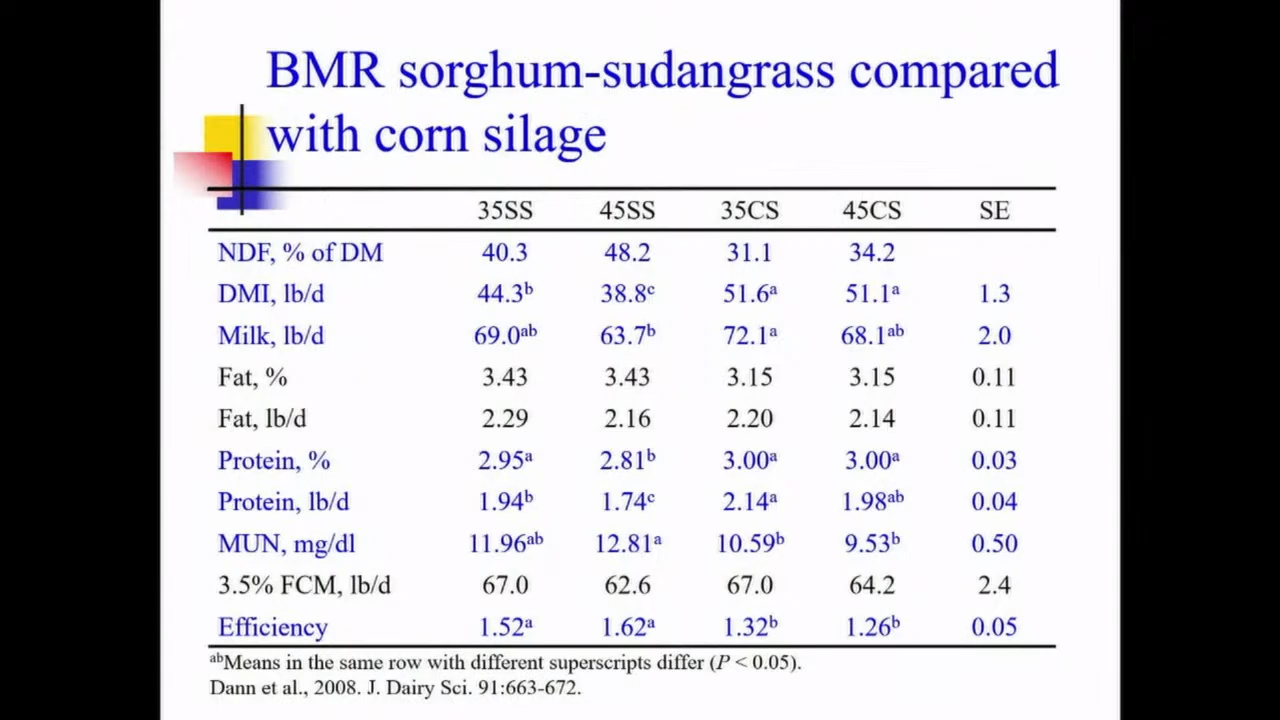 BMR sorghum-sudangrass compared
with corn silage
35SS 45SS 35CS 45CS SE
NDF, % of DM 40.3 48.2 31.1 34.2
DMI, lb/d 44.3ᵇ 38.8ᶜ 51.6ᵃ 51.1ᵃ 1.3
Milk, lb/d 69.0ᵃᵇ 63.7ᵇ 72.1ᵃ 68.1ᵃᵇ 2.0
Fat, % 3.43 3.43 3.15 3.15 0.11
Fat, lb/d 2.29 2.16 2.20 2.14 0.11
Protein, % 2.95ᵃ 2.81ᵇ 3.00ᵃ 3.00ᵃ 0.03
Protein, lb/d 1.94ᵇ 1.74ᶜ 2.14ᵃ 1.98ᵃᵇ 0.04
MUN, mg/dl 11.96ᵃᵇ 12.81ᵃ 10.59ᵇ 9.53ᵇ 0.50
3.5% FCM, lb/d 67.0 62.6 67.0 64.2 2.4
Efficiency 1.52ᵃ 1.62ᵃ 1.32ᵇ 1.26ᵇ 0.05
ᵃᵇMeans in the same row with different superscripts differ (P < 0.05).
Dann et al., 2008. J. Dairy Sci. 91:663-672.